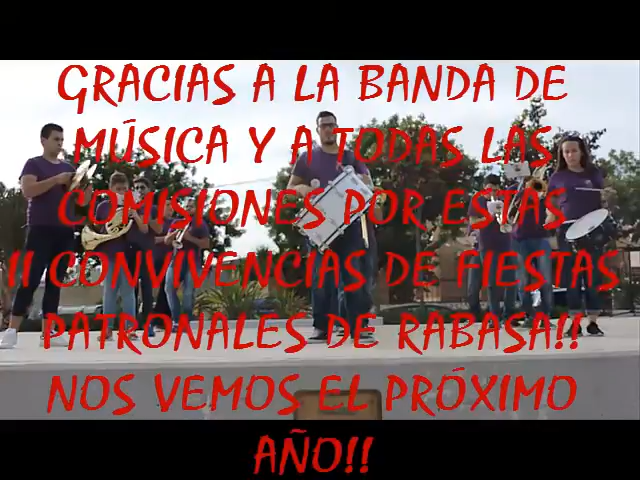 GRACIAS A LA BANDA DE
MÚSICA Y A TODAS LAS
COMISIONES POR ESTAS
II CONVIVENCIAS DE FIESTAS
PATRONALES DE RABASA!!
NOS VEMOS EL PRÓXIMO
AÑO!!